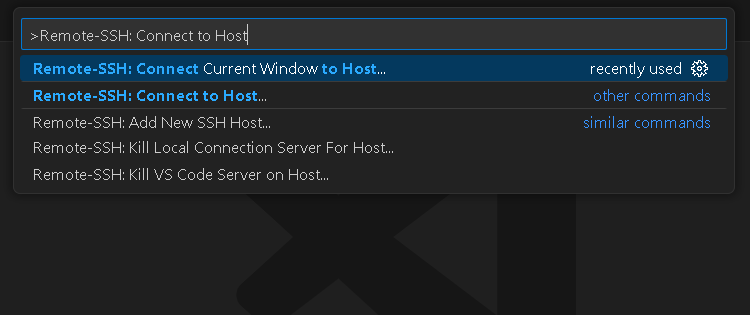 >Remote-SSH: Connect to Host
Remote-SSH: Connect Current Window to Host... recently used
Remote-SSH: Connect to Host... other commands
Remote-SSH: Add New SSH Host... similar commands
Remote-SSH: Kill Local Connection Server For Host...
Remote-SSH: Kill VS Code Server on Host...